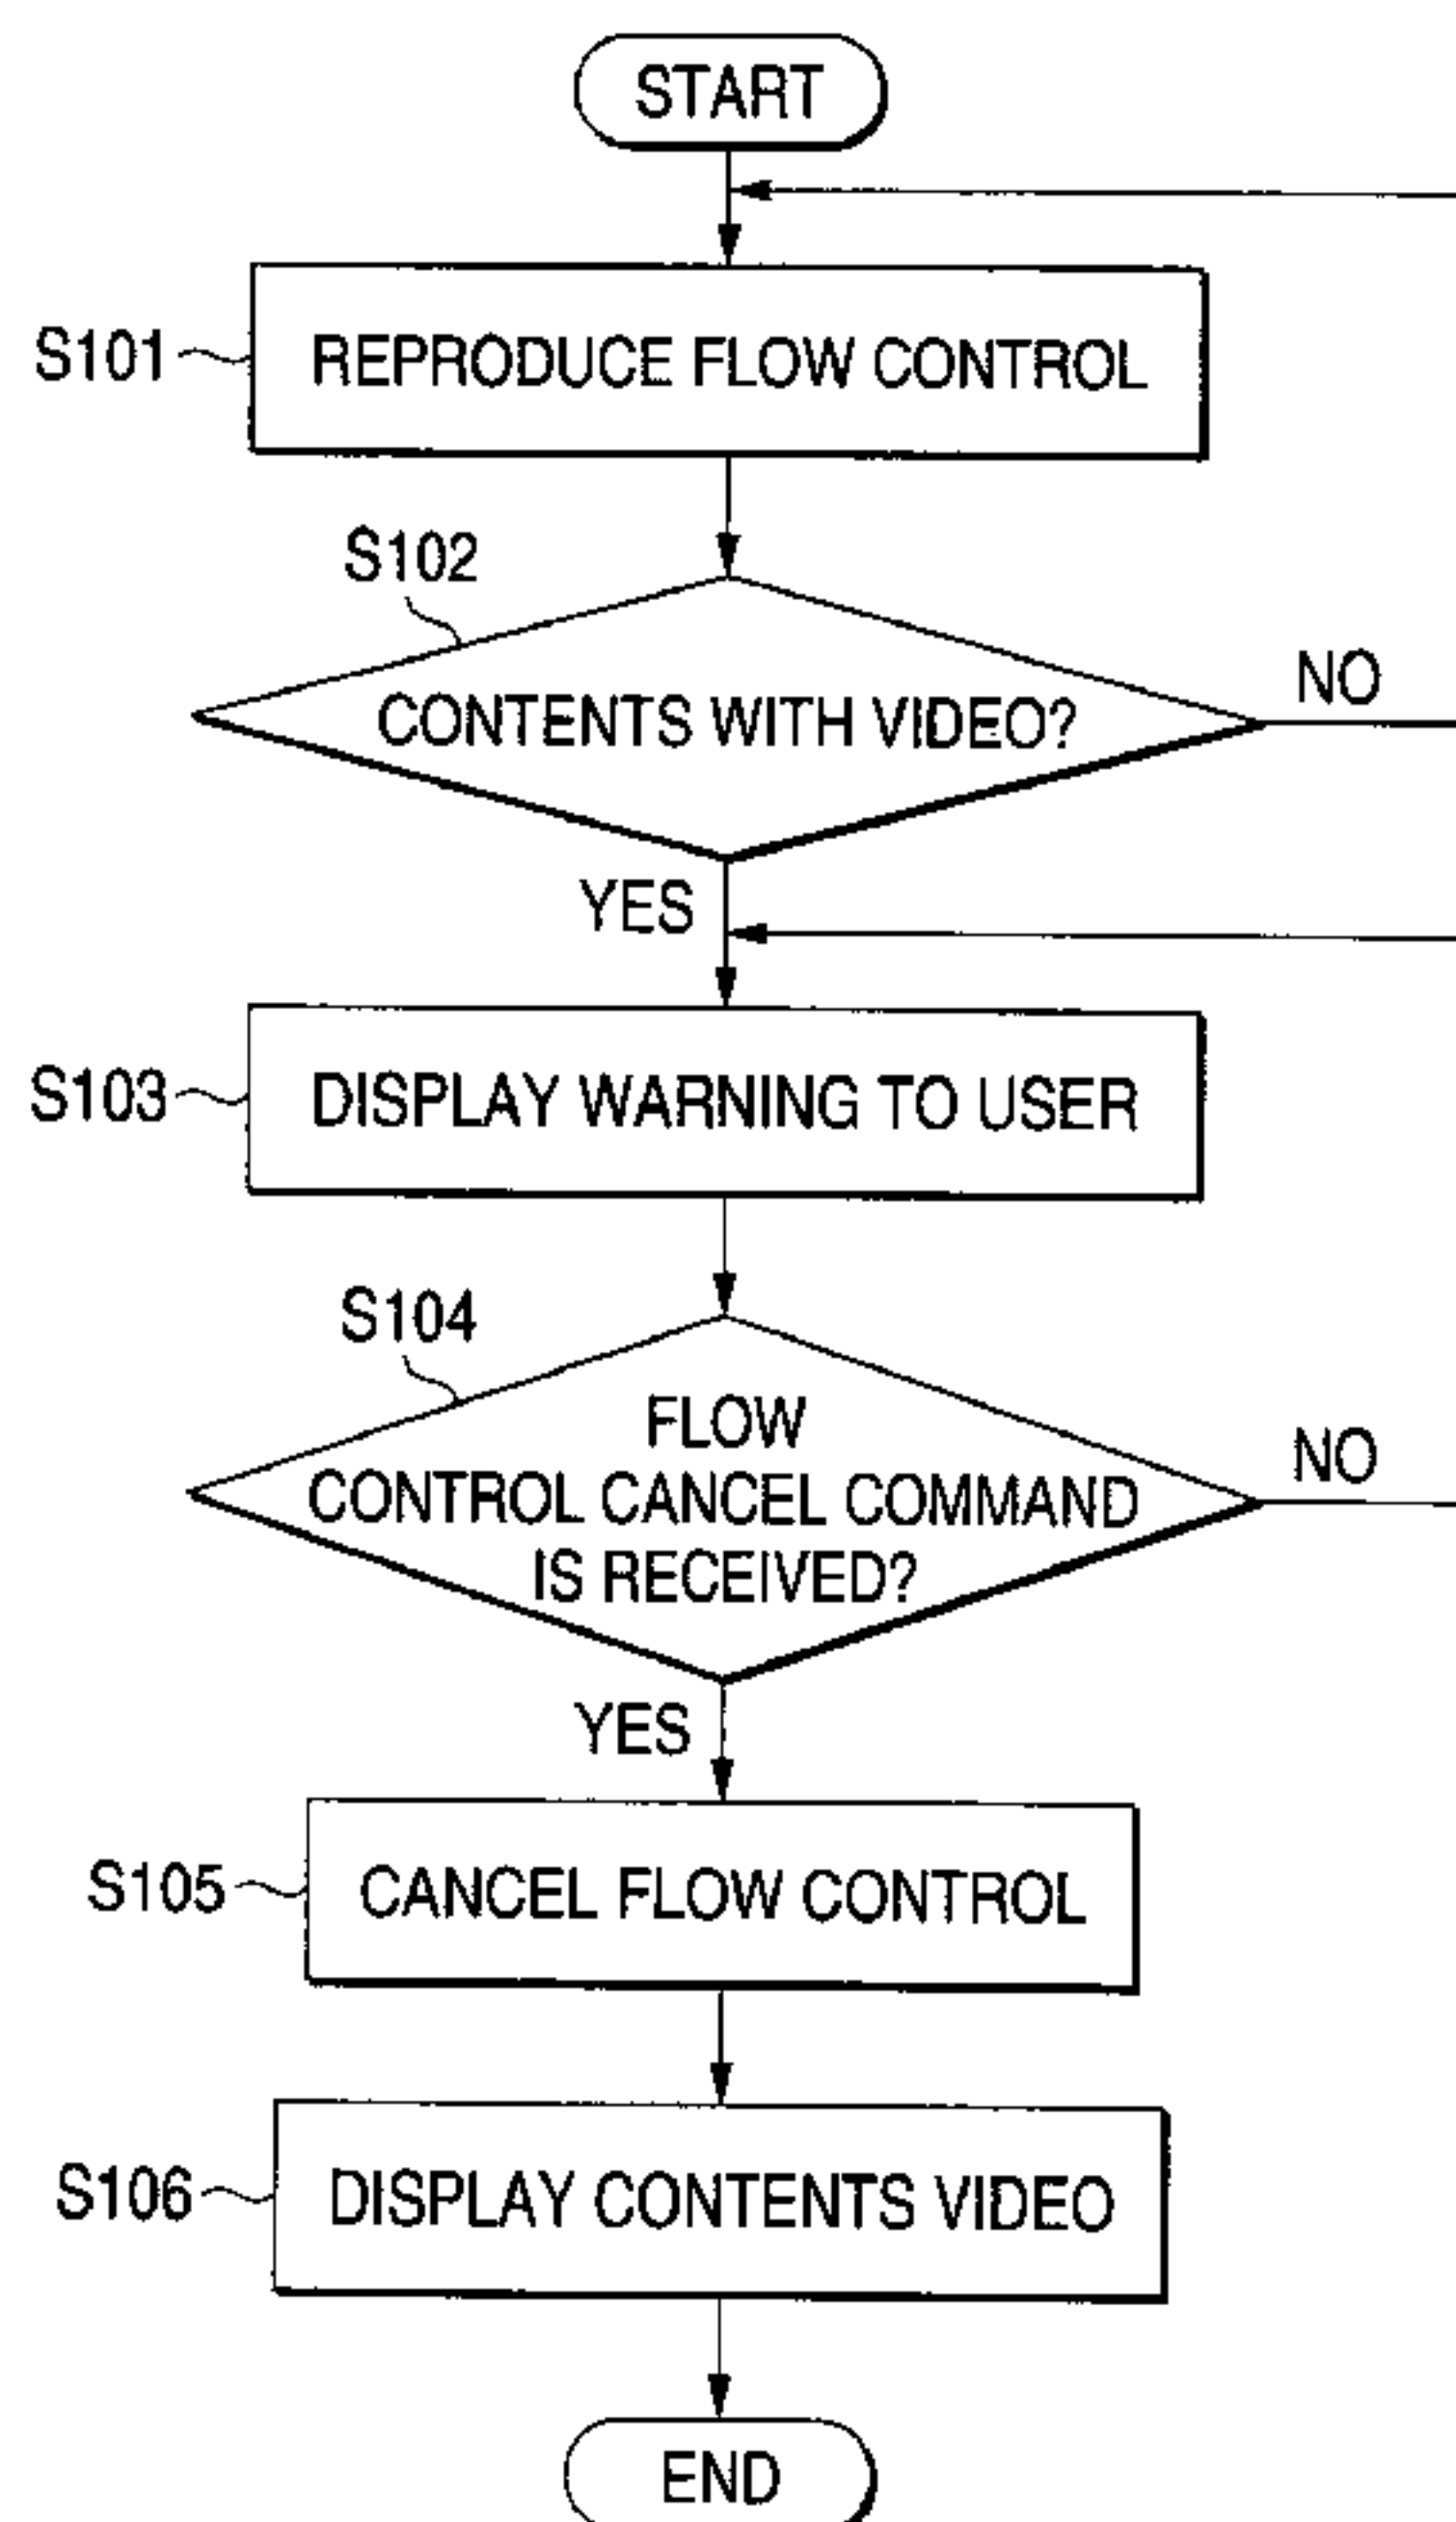 START
S101
REPRODUCE FLOW CONTROL
S102
CONTENTS WITH VIDEO?
NO
YES
S103
DISPLAY WARNING TO USER
S104
FLOW
CONTROL CANCEL COMMAND
IS RECEIVED?
NO
YES
S105
CANCEL FLOW CONTROL
S106
DISPLAY CONTENTS VIDEO
END